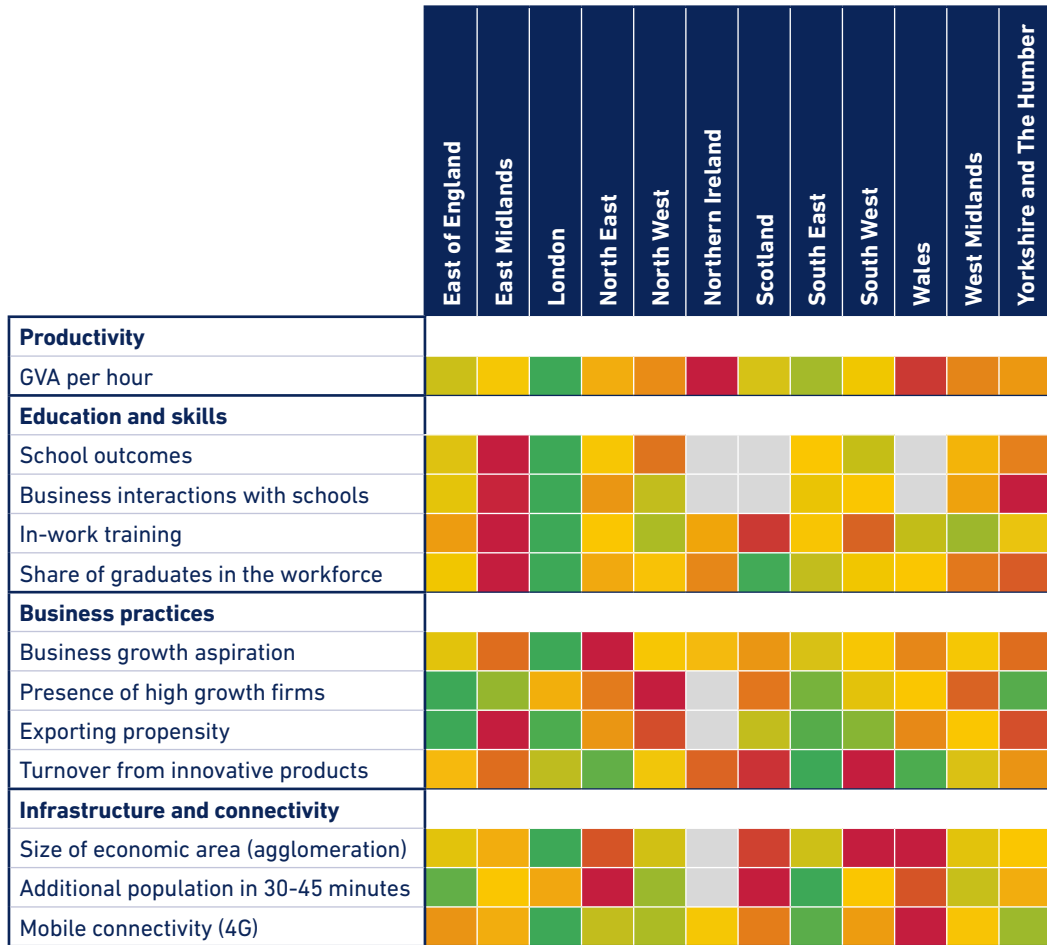 East of England
East Midlands
London
North East
North West
Northern Ireland
Scotland
South East
South West
Wales
West Midlands
Yorkshire and The Humber
Productivity
GVA per hour
Education and skills
School outcomes
Business interactions with schools
In-work training
Share of graduates in the workforce
Business practices
Business growth aspiration
Presence of high growth firms
Exporting propensity
Turnover from innovative products
Infrastructure and connectivity
Size of economic area (agglomeration)
Additional population in 30-45 minutes
Mobile connectivity (4G)